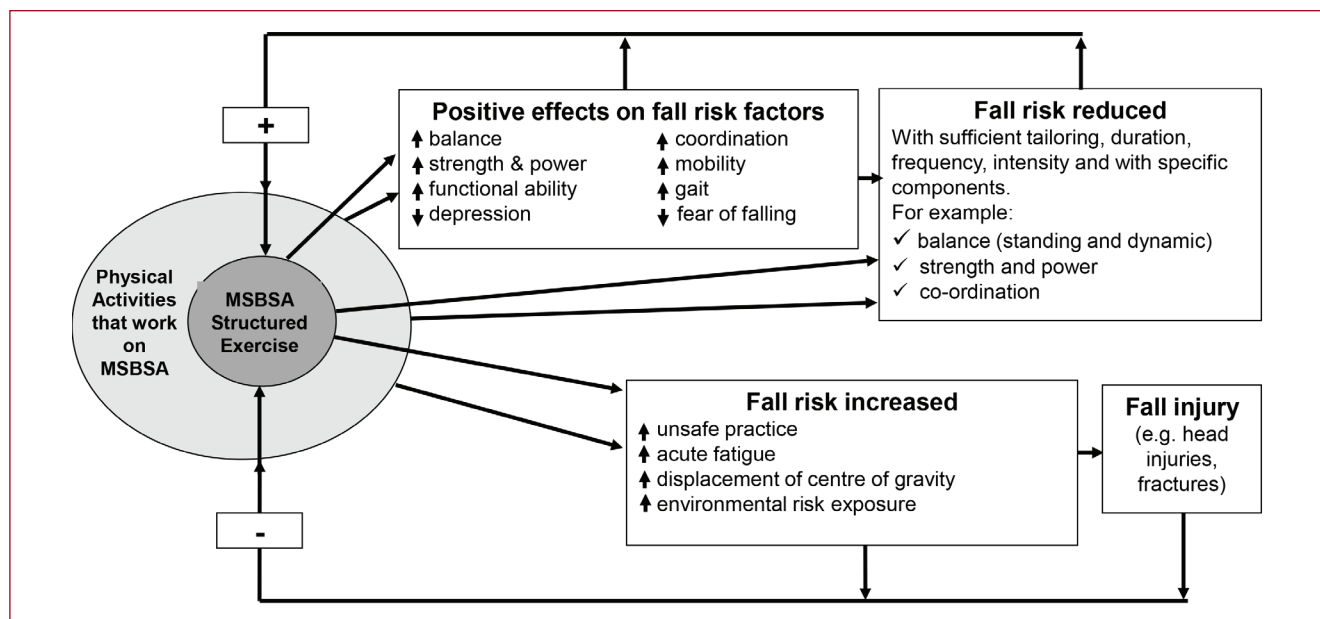 +
Positive effects on fall risk factors
↑ balance
↑ strength & power
↑ functional ability
↓ depression
↑ coordination
↑ mobility
↑ gait
↓ fear of falling
Fall risk reduced
With sufficient tailoring, duration,
frequency, intensity and with specific
components.
For example:
✓ balance (standing and dynamic)
✓ strength and power
✓ co-ordination
Physical
Activities
that work
on
MSBSA
MSBSA
Structured
Exercise
Fall risk increased
↑ unsafe practice
↑ acute fatigue
↑ displacement of centre of gravity
↑ environmental risk exposure
Fall injury
(e.g. head
injuries,
fractures)
-